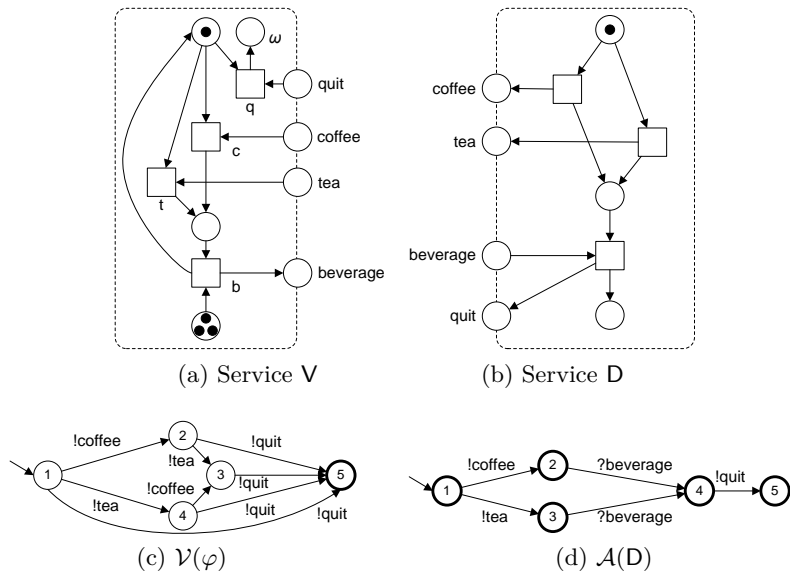 ω
quit
q
coffee
c
tea
t
beverage
b
(a) Service V
coffee
tea
beverage
quit
(b) Service D
!coffee
2
!quit
!tea
1
3
!quit
5
!coffee
!tea
4
!quit
!quit
(c) 𝒱(φ)
!coffee
2
?beverage
1
4
!quit
5
!tea
3
?beverage
(d) 𝒜(D)